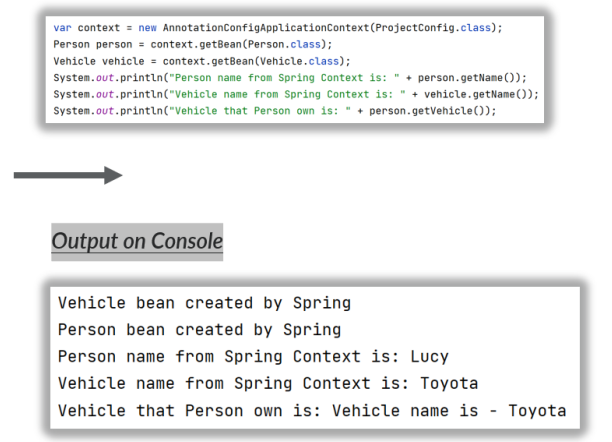 var context = new AnnotationConfigApplicationContext(ProjectConfig.class);
Person person = context.getBean(Person.class);
Vehicle vehicle = context.getBean(Vehicle.class);
System.out.println("Person name from Spring Context is: " + person.getName());
System.out.println("Vehicle name from Spring Context is: " + vehicle.getName());
System.out.println("Vehicle that Person own is: " + person.getVehicle());
Output on Console
Vehicle bean created by Spring
Person bean created by Spring
Person name from Spring Context is: Lucy
Vehicle name from Spring Context is: Toyota
Vehicle that Person own is: Vehicle name is - Toyota